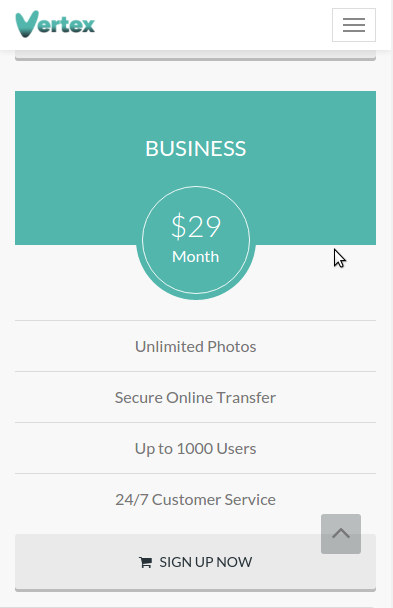 Vertex
BUSINESS
$29
Month
Unlimited Photos
Secure Online Transfer
Up to 1000 Users
24/7 Customer Service
SIGN UP NOW